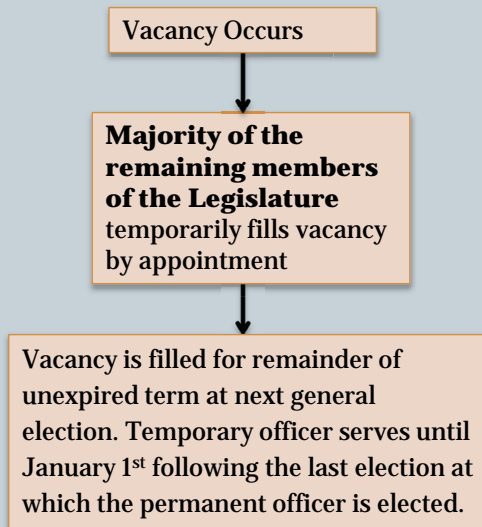 Vacancy Occurs
Majority of the
remaining members
of the Legislature
temporarily fills vacancy
by appointment
Vacancy is filled for remainder of
unexpired term at next general
election. Temporary officer serves until
January 1st following the last election at
which the permanent officer is elected.